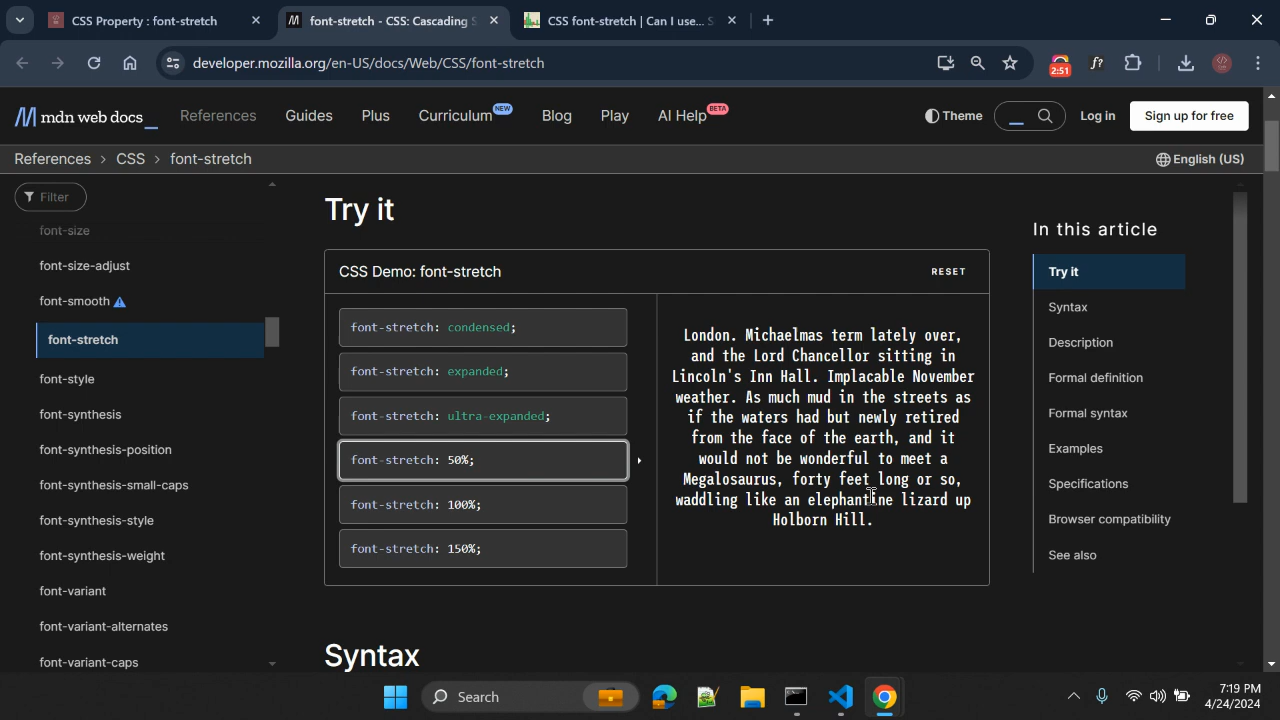 CSS Property : font-stretch
font-stretch - CSS: Cascading S
CSS font-stretch | Can I use... S
developer.mozilla.org/en-US/docs/Web/CSS/font-stretch
2:51
f?
mdn web docs_
References
Guides
Plus
Curriculum NEW
Blog
Play
AI Help BETA
Theme
Log in
Sign up for free
References > CSS > font-stretch
English (US)
Filter
font-size
font-size-adjust
font-smooth
font-stretch
font-style
font-synthesis
font-synthesis-position
font-synthesis-small-caps
font-synthesis-style
font-synthesis-weight
font-variant
font-variant-alternates
font-variant-caps
Try it
CSS Demo: font-stretch
RESET
font-stretch: condensed;
font-stretch: expanded;
font-stretch: ultra-expanded;
font-stretch: 50%;
font-stretch: 100%;
font-stretch: 150%;
London. Michaelmas term lately over,
and the Lord Chancellor sitting in
Lincoln's Inn Hall. Implacable November
weather. As much mud in the streets as
if the waters had but newly retired
from the face of the earth, and it
would not be wonderful to meet a
Megalosaurus, forty feet long or so,
waddling like an elephantine lizard up
Holborn Hill.
Syntax
In this article
Try it
Syntax
Description
Formal definition
Formal syntax
Examples
Specifications
Browser compatibility
See also
Search
7:19 PM
4/24/2024